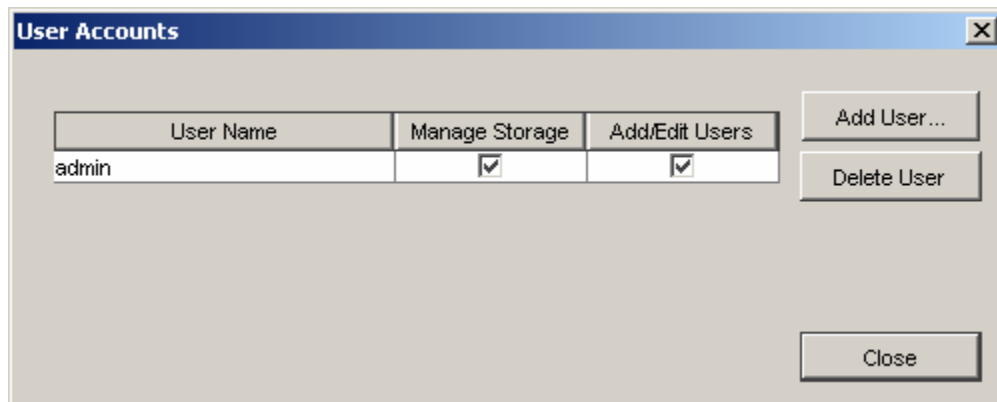 User Accounts
User Name Manage Storage Add/Edit Users
admin
Add User...
Delete User
Close